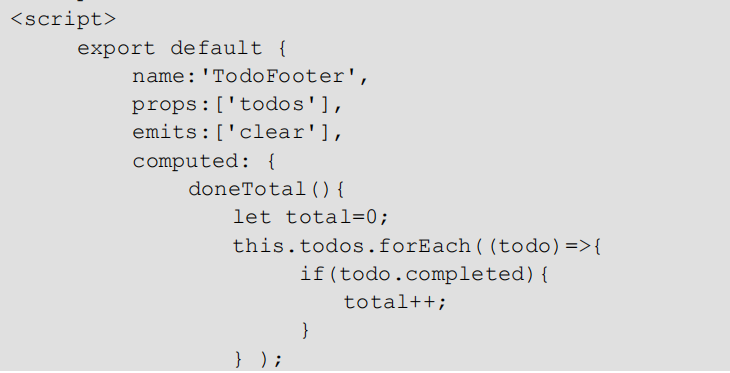 <script>
export default {
name:'TodoFooter',
props:['todos'],
emits:['clear'],
computed: {
doneTotal(){
let total=0;
this.todos.forEach((todo)=>{
if(todo.completed){
total++;
}
} );